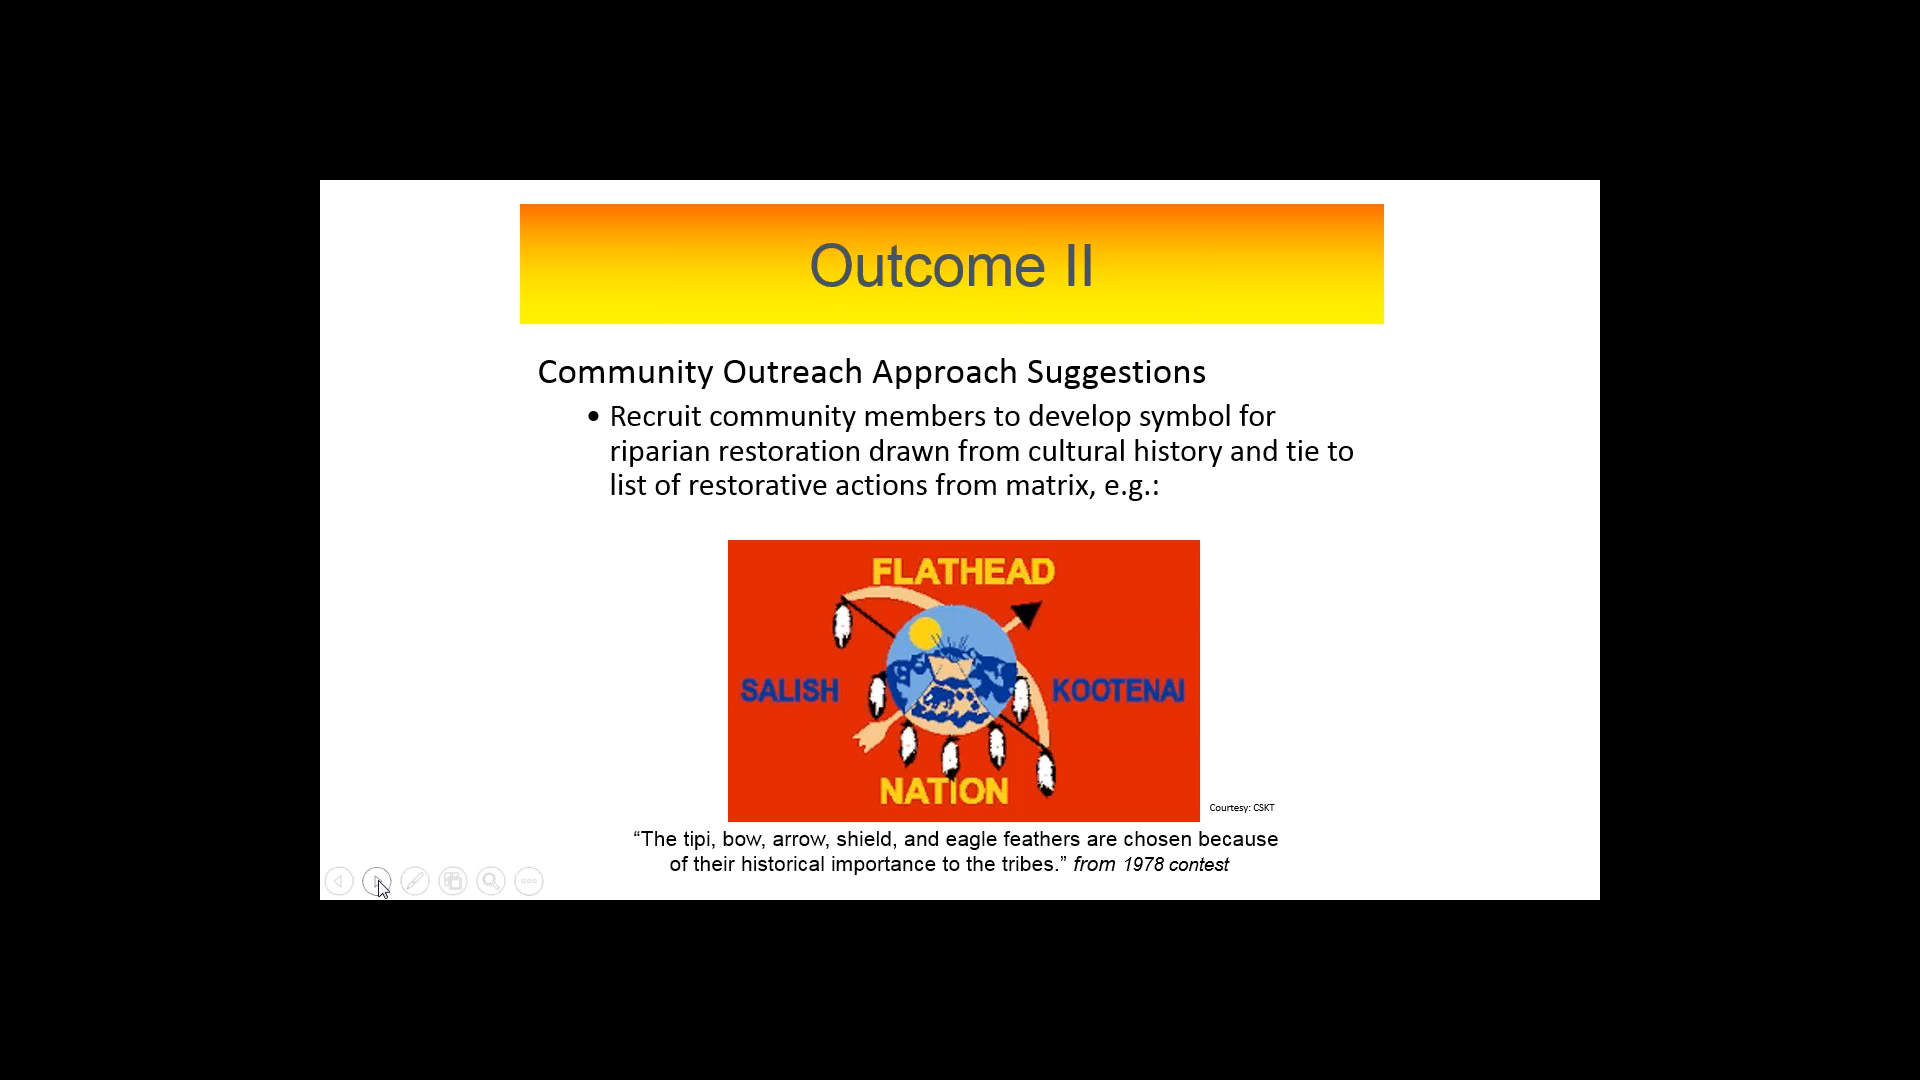 Outcome II
Community Outreach Approach Suggestions
• Recruit community members to develop symbol for
riparian restoration drawn from cultural history and tie to
list of restorative actions from matrix, e.g.:
FLATHEAD
SALISH
KOOTENAI
NATION
Courtesy: CSKT
“The tipi, bow, arrow, shield, and eagle feathers are chosen because
of their historical importance to the tribes.” from 1978 contest